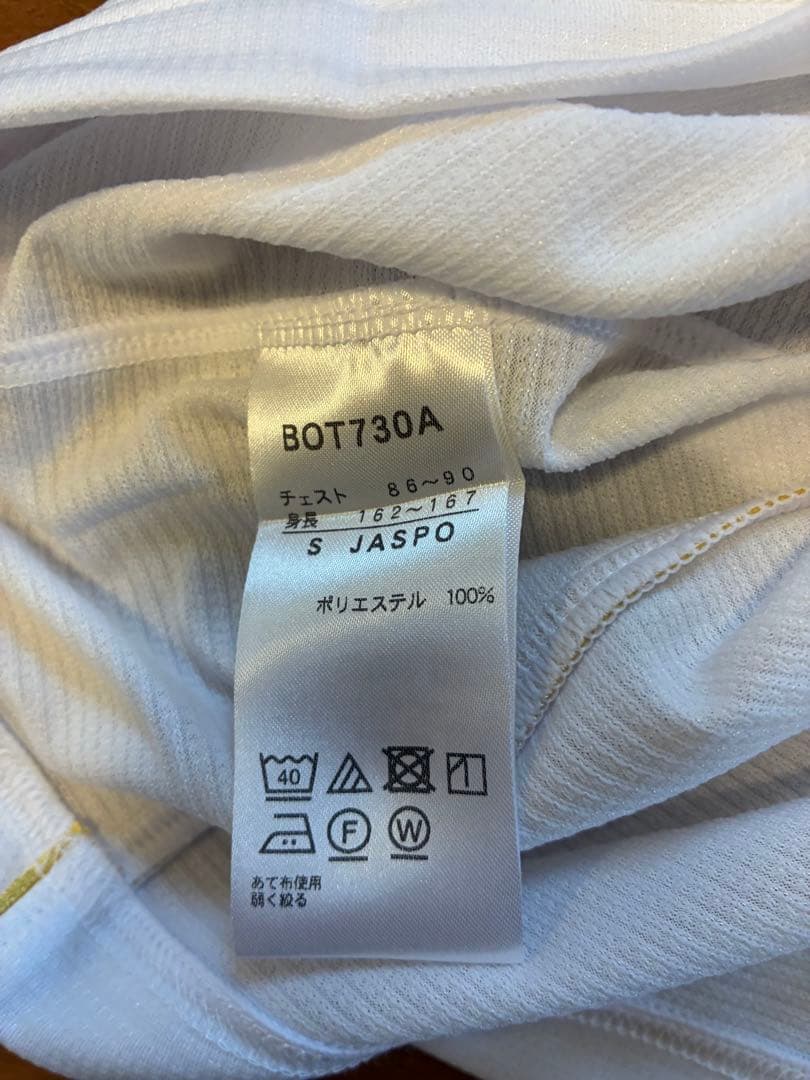 BOT730A
チェスト 86～90
身長 162～167
S JASPO
ポリエステル 100%
40
F W
あて布使用
弱く絞る